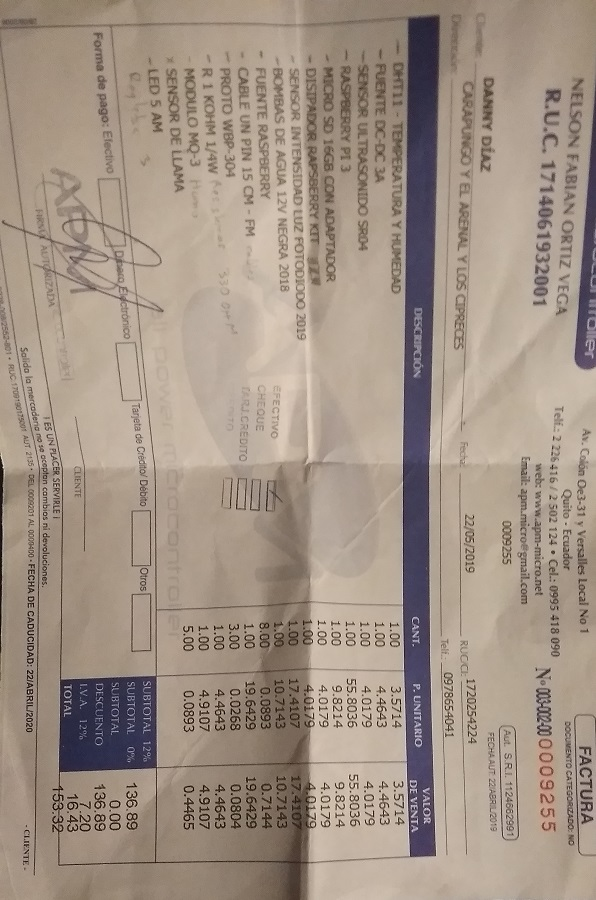 NELSON FABIAN ORTIZ VEGA
R.U.C. 1714061932001
Av. Colón Oe3-31 y Versalles Local No 1
Quito - Ecuador
Telf.: 2 226 416 / 2 502 124 • Cel.: 0995 418 090
web: www.apm-micro.net
Email: apm.micro@gmail.com
FACTURA
DOCUMENTO CATEGORIZADO: NO
Nº 003-002-00 0009255
Aut. S.R.I. 1124662991
FECHA AUT. 22/ABRIL/2019
0009255
Cliente: DANNY DÍAZ
Fecha: 22/05/2019
RUC/C.I. 1720254224
Dirección: CARAPUNGO Y EL ARENAL Y LOS CIPRECES
Telf.: 0978654041
DESCRIPCIÓN CANT. P. UNITARIO VALOR DE VENTA
- DHT11 - TEMPERATURA Y HUMEDAD 1.00 3.5714 3.5714
- FUENTE DC-DC 3A 1.00 4.4643 4.4643
- SENSOR ULTRASONIDO SR04 1.00 4.0179 4.0179
- RASPBERRY PI 3 1.00 55.8036 55.8036
- MICRO SD 16GB CON ADAPTADOR 1.00 9.8214 9.8214
- DISIPADOR RAPSBERRY KIT 1.00 4.0179 4.0179
- SENSOR INTENSIDAD LUZ FOTODIODO 2019 1.00 4.0179 4.0179
- BOMBAS DE AGUA 12V NEGRA 2018 1.00 17.4107 17.4107
- FUENTE RASPBERRY 1.00 10.7143 10.7143
- CABLE UN PIN 15 CM - FM 8.00 0.0893 0.7144
- PROTO WBP-304 1.00 19.6429 19.6429
- R 1 KOHM 1/4W 3.00 0.0268 0.0804
- MODULO MQ-3 1.00 4.4643 4.4643
x SENSOR DE LLAMA 1.00 4.9107 4.9107
- LED 5 AM 5.00 0.0893 0.4465
EFECTIVO
CHEQUE
TARJ.CREDITO
Forma de pago: Efectivo
Dinero Electrónico
Tarjeta de Crédito/ Débito
Otros
SUBTOTAL 12% 136.89
SUBTOTAL 0% 0.00
SUBTOTAL 136.89
DESCUENTO 7.20
I.V.A. 12% 16.43
TOTAL 153.32
APM
FIRMA AUTORIZADA
CLIENTE
¡ ES UN PLACER SERVIRLE !
Salida la mercadería no se aceptan cambios ni devoluciones.
FECHA DE CADUCIDAD: 22/ABRIL/2020
- CLIENTE -